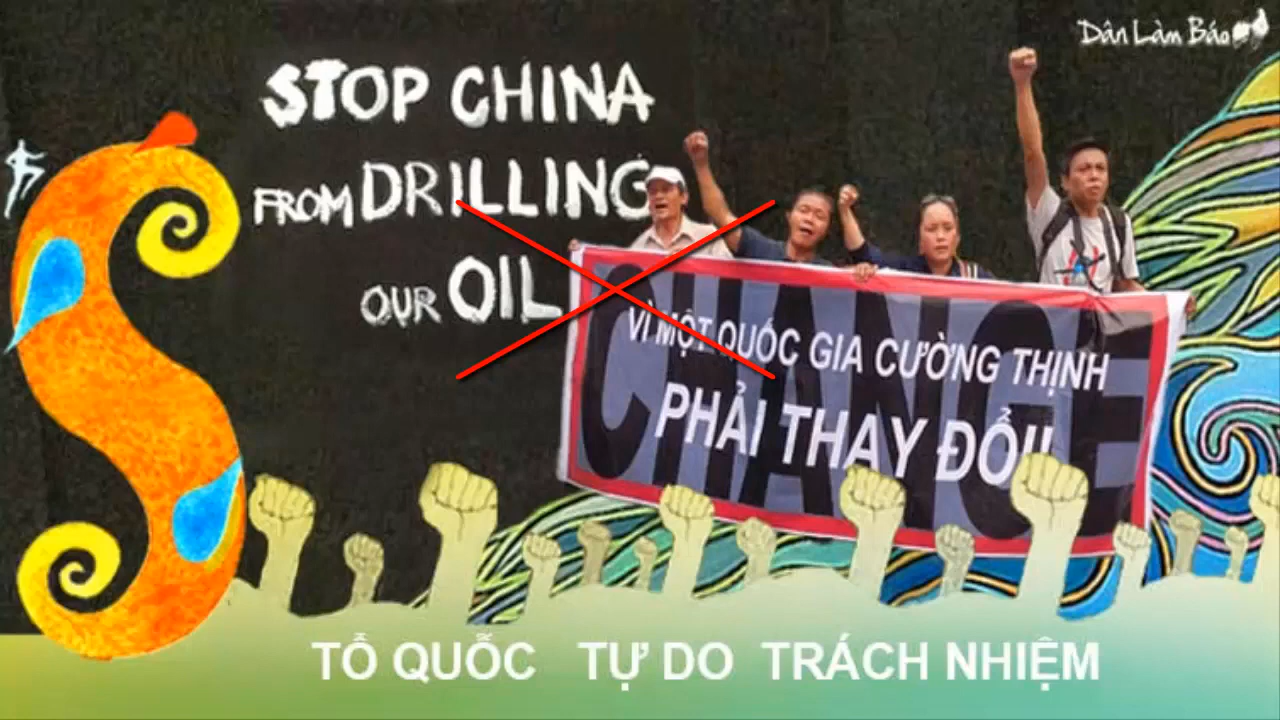 Dân Làm Báo
STOP CHINA
FROM DRILLING
OUR OIL
CHANGE
VÌ MỘT QUỐC GIA CƯỜNG THỊNH
PHẢI THAY ĐỔI!
TỔ QUỐC TỰ DO TRÁCH NHIỆM